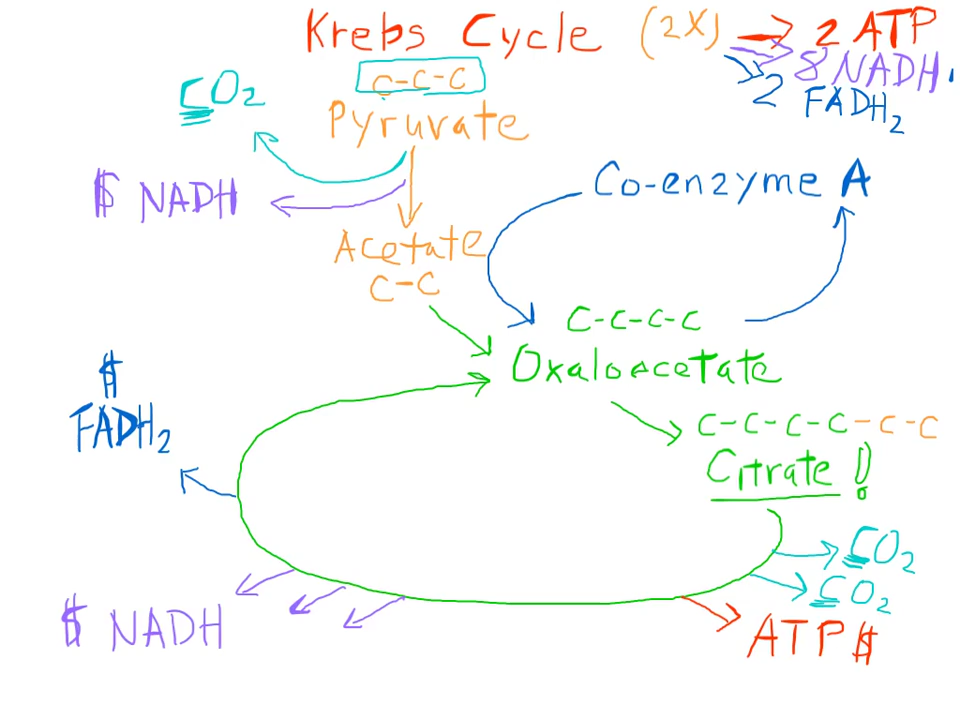 Krebs Cycle (2X) → 2 ATP
8 NADH
2 FADH2
CO2
C-C-C
Pyruvate
$ NADH
Co-enzyme A
Acetate
C-C
C-C-C-C
Oxaloacetate
$
FADH2
C-C-C-C-C-C
Citrate!
CO2
CO2
$ NADH
ATP $